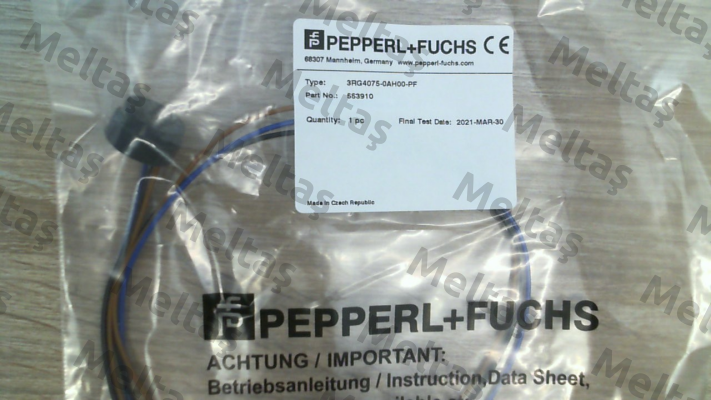 PEPPERL+FUCHS CE
68307 Mannheim, Germany www.pepperl-fuchs.com
Type: 3RG4075-0AH00-PF
Part No.: 553910
Quantity: 1 pc Final Test Date: 2021-MAR-30
Made in Czech Republic
PEPPERL+FUCHS
ACHTUNG / IMPORTANT:
Betriebsanleitung / Instruction,Data Sheet,
Meltaş